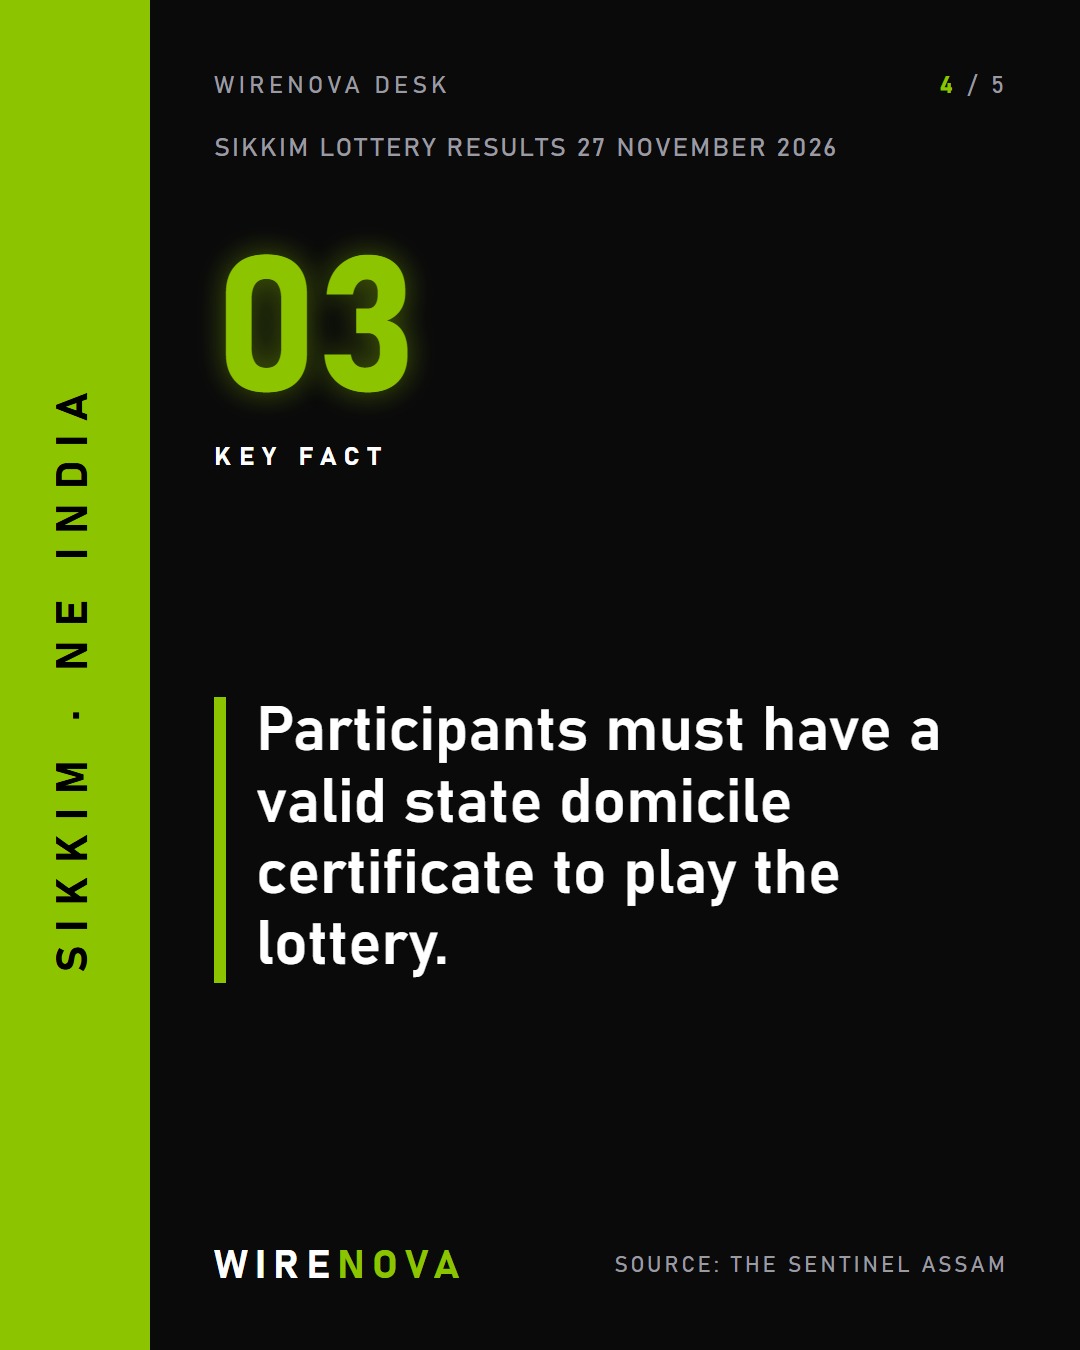 WIRENOVA DESK
4 / 5
SIKKIM LOTTERY RESULTS 27 NOVEMBER 2026
03
KEY FACT
SIKKIM · NE INDIA
Participants must have a
valid state domicile
certificate to play the
lottery.
WIRENOVA
SOURCE: THE SENTINEL ASSAM